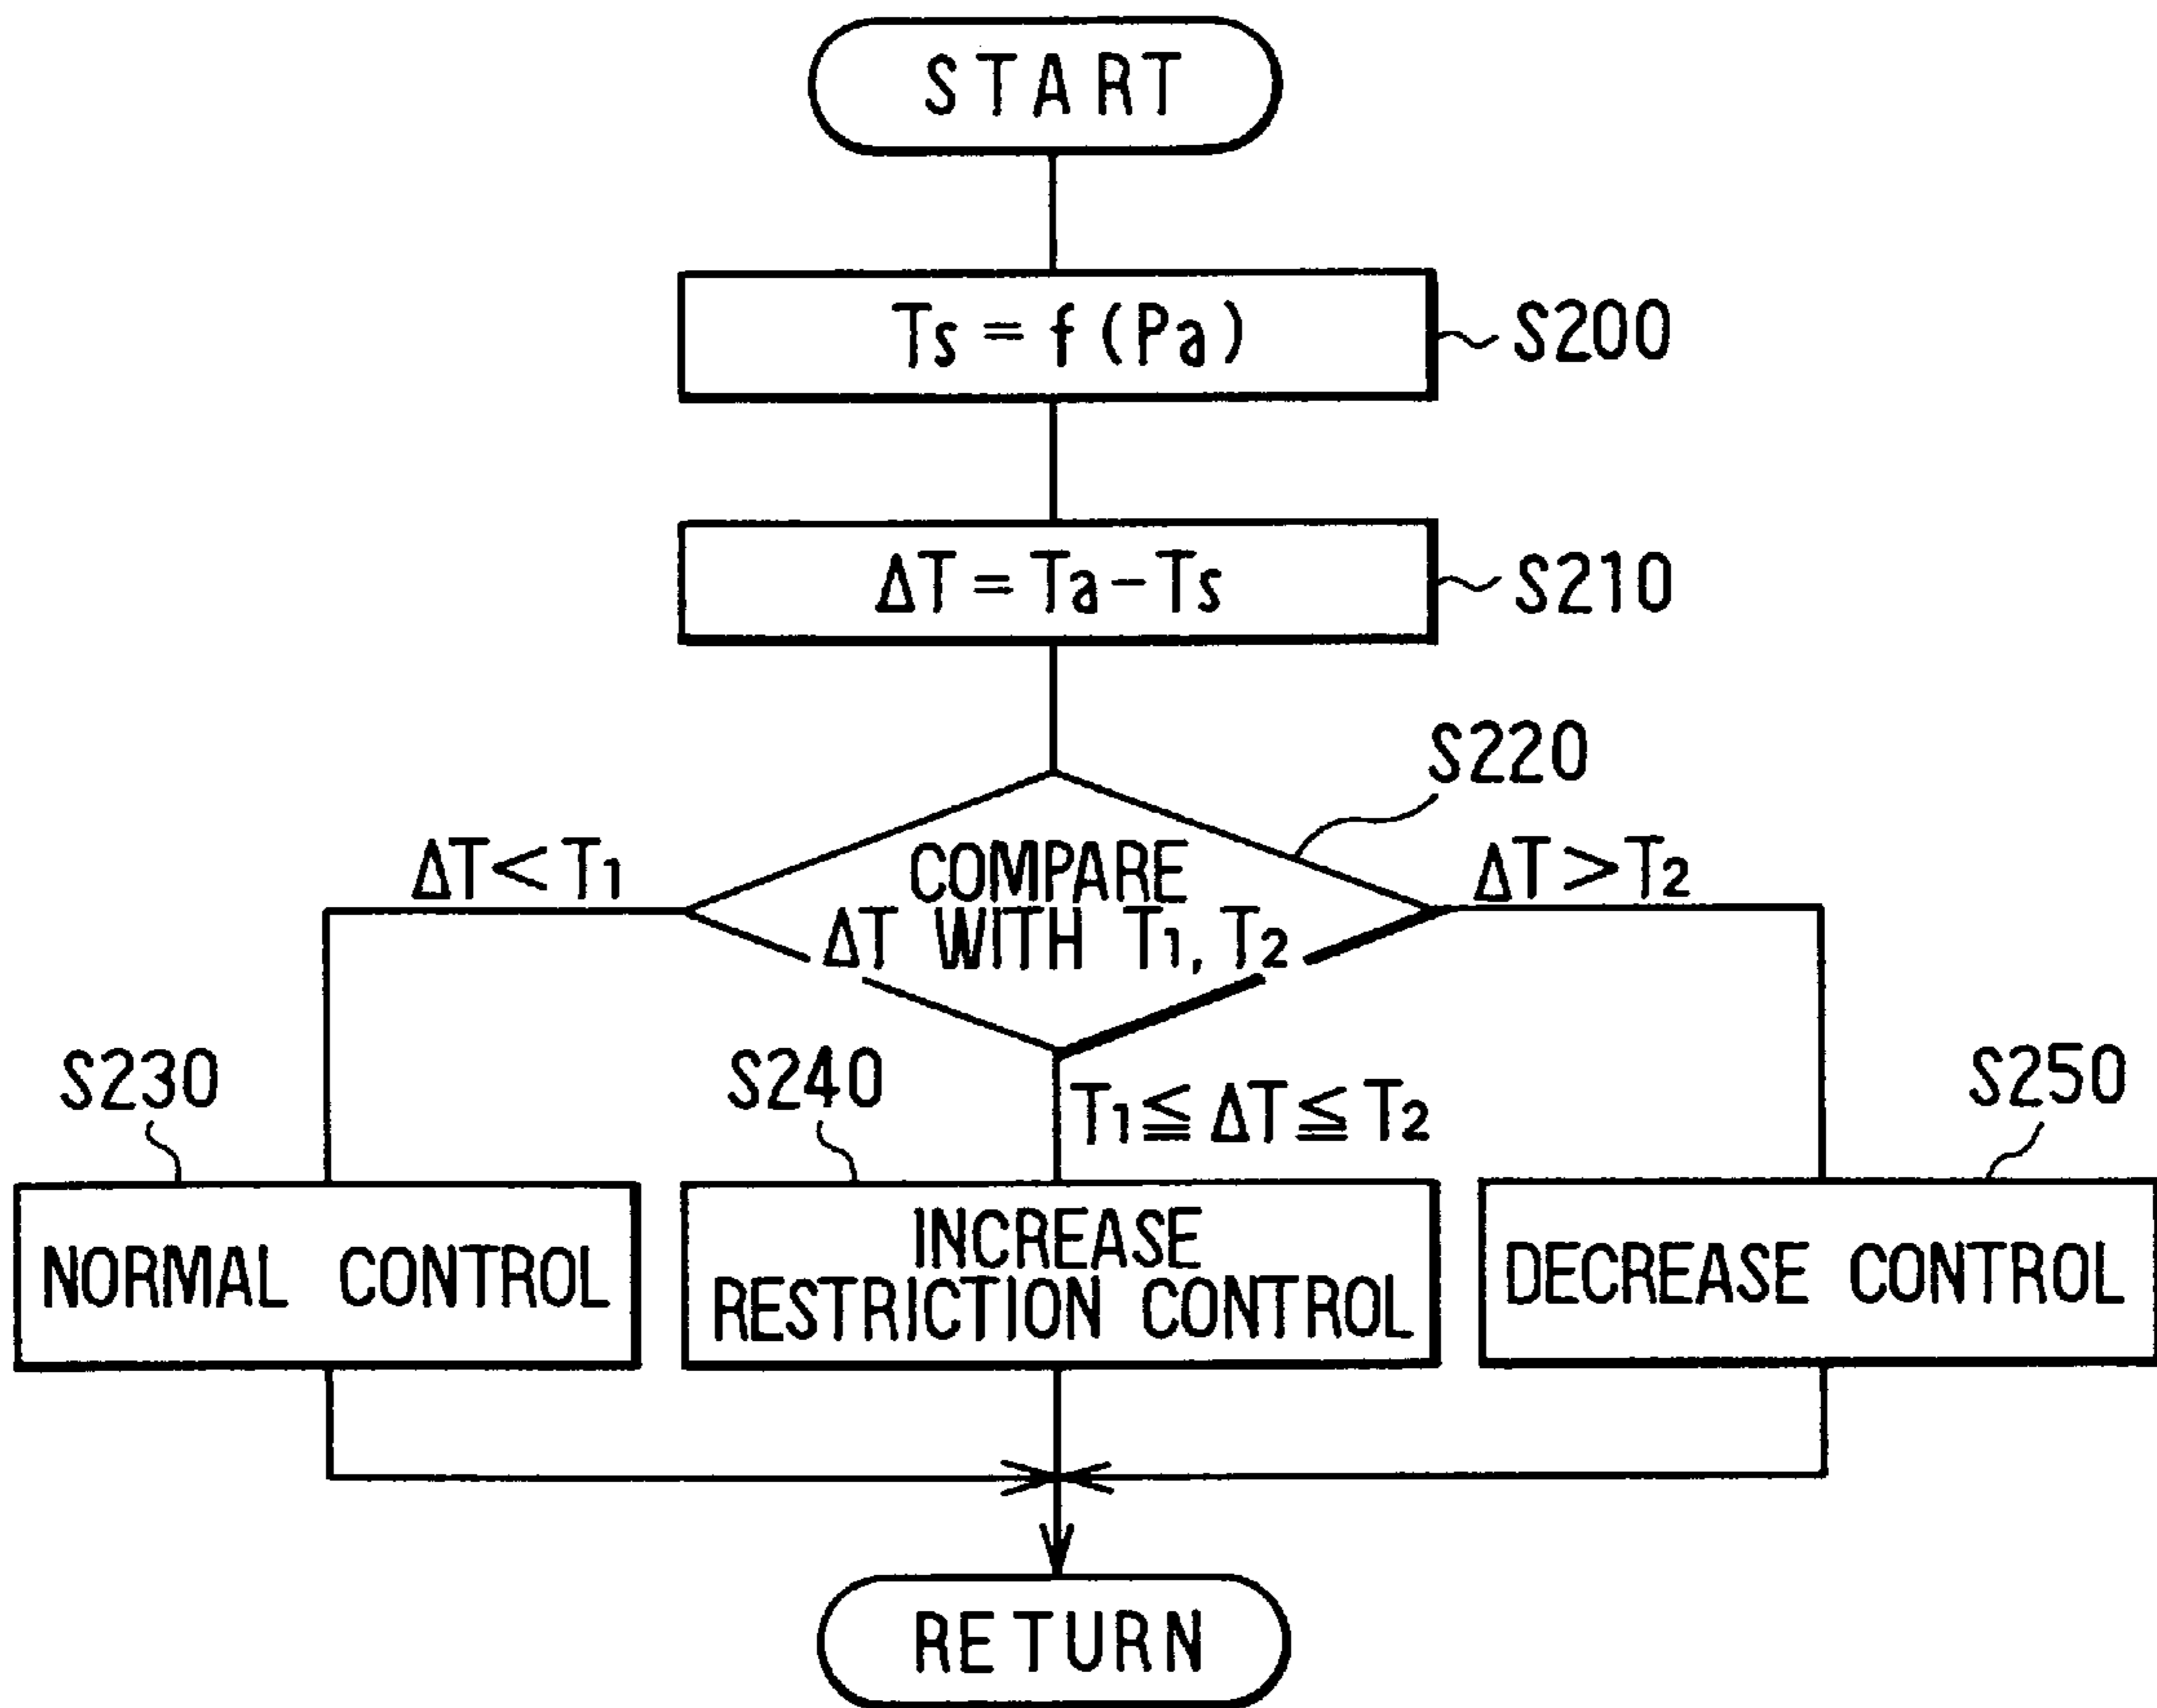 START
Ts = f (Pa)
S200
ΔT = Ta - Ts
S210
S220
ΔT < T1
COMPARE
ΔT WITH T1, T2
ΔT > T2
S230
S240
T1 ≦ ΔT ≦ T2
S250
NORMAL CONTROL
INCREASE
RESTRICTION CONTROL
DECREASE CONTROL
RETURN